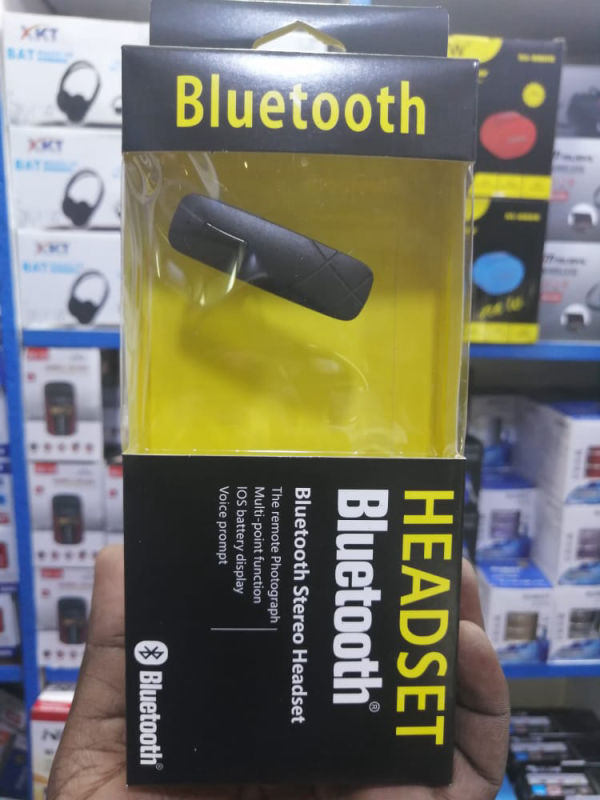 Bluetooth
HEADSET
Bluetooth®
Bluetooth Stereo Headset
The remote Photograph
Multi-point function
IOS battery display
Voice prompt
Bluetooth®
XKT
XKT
XKT